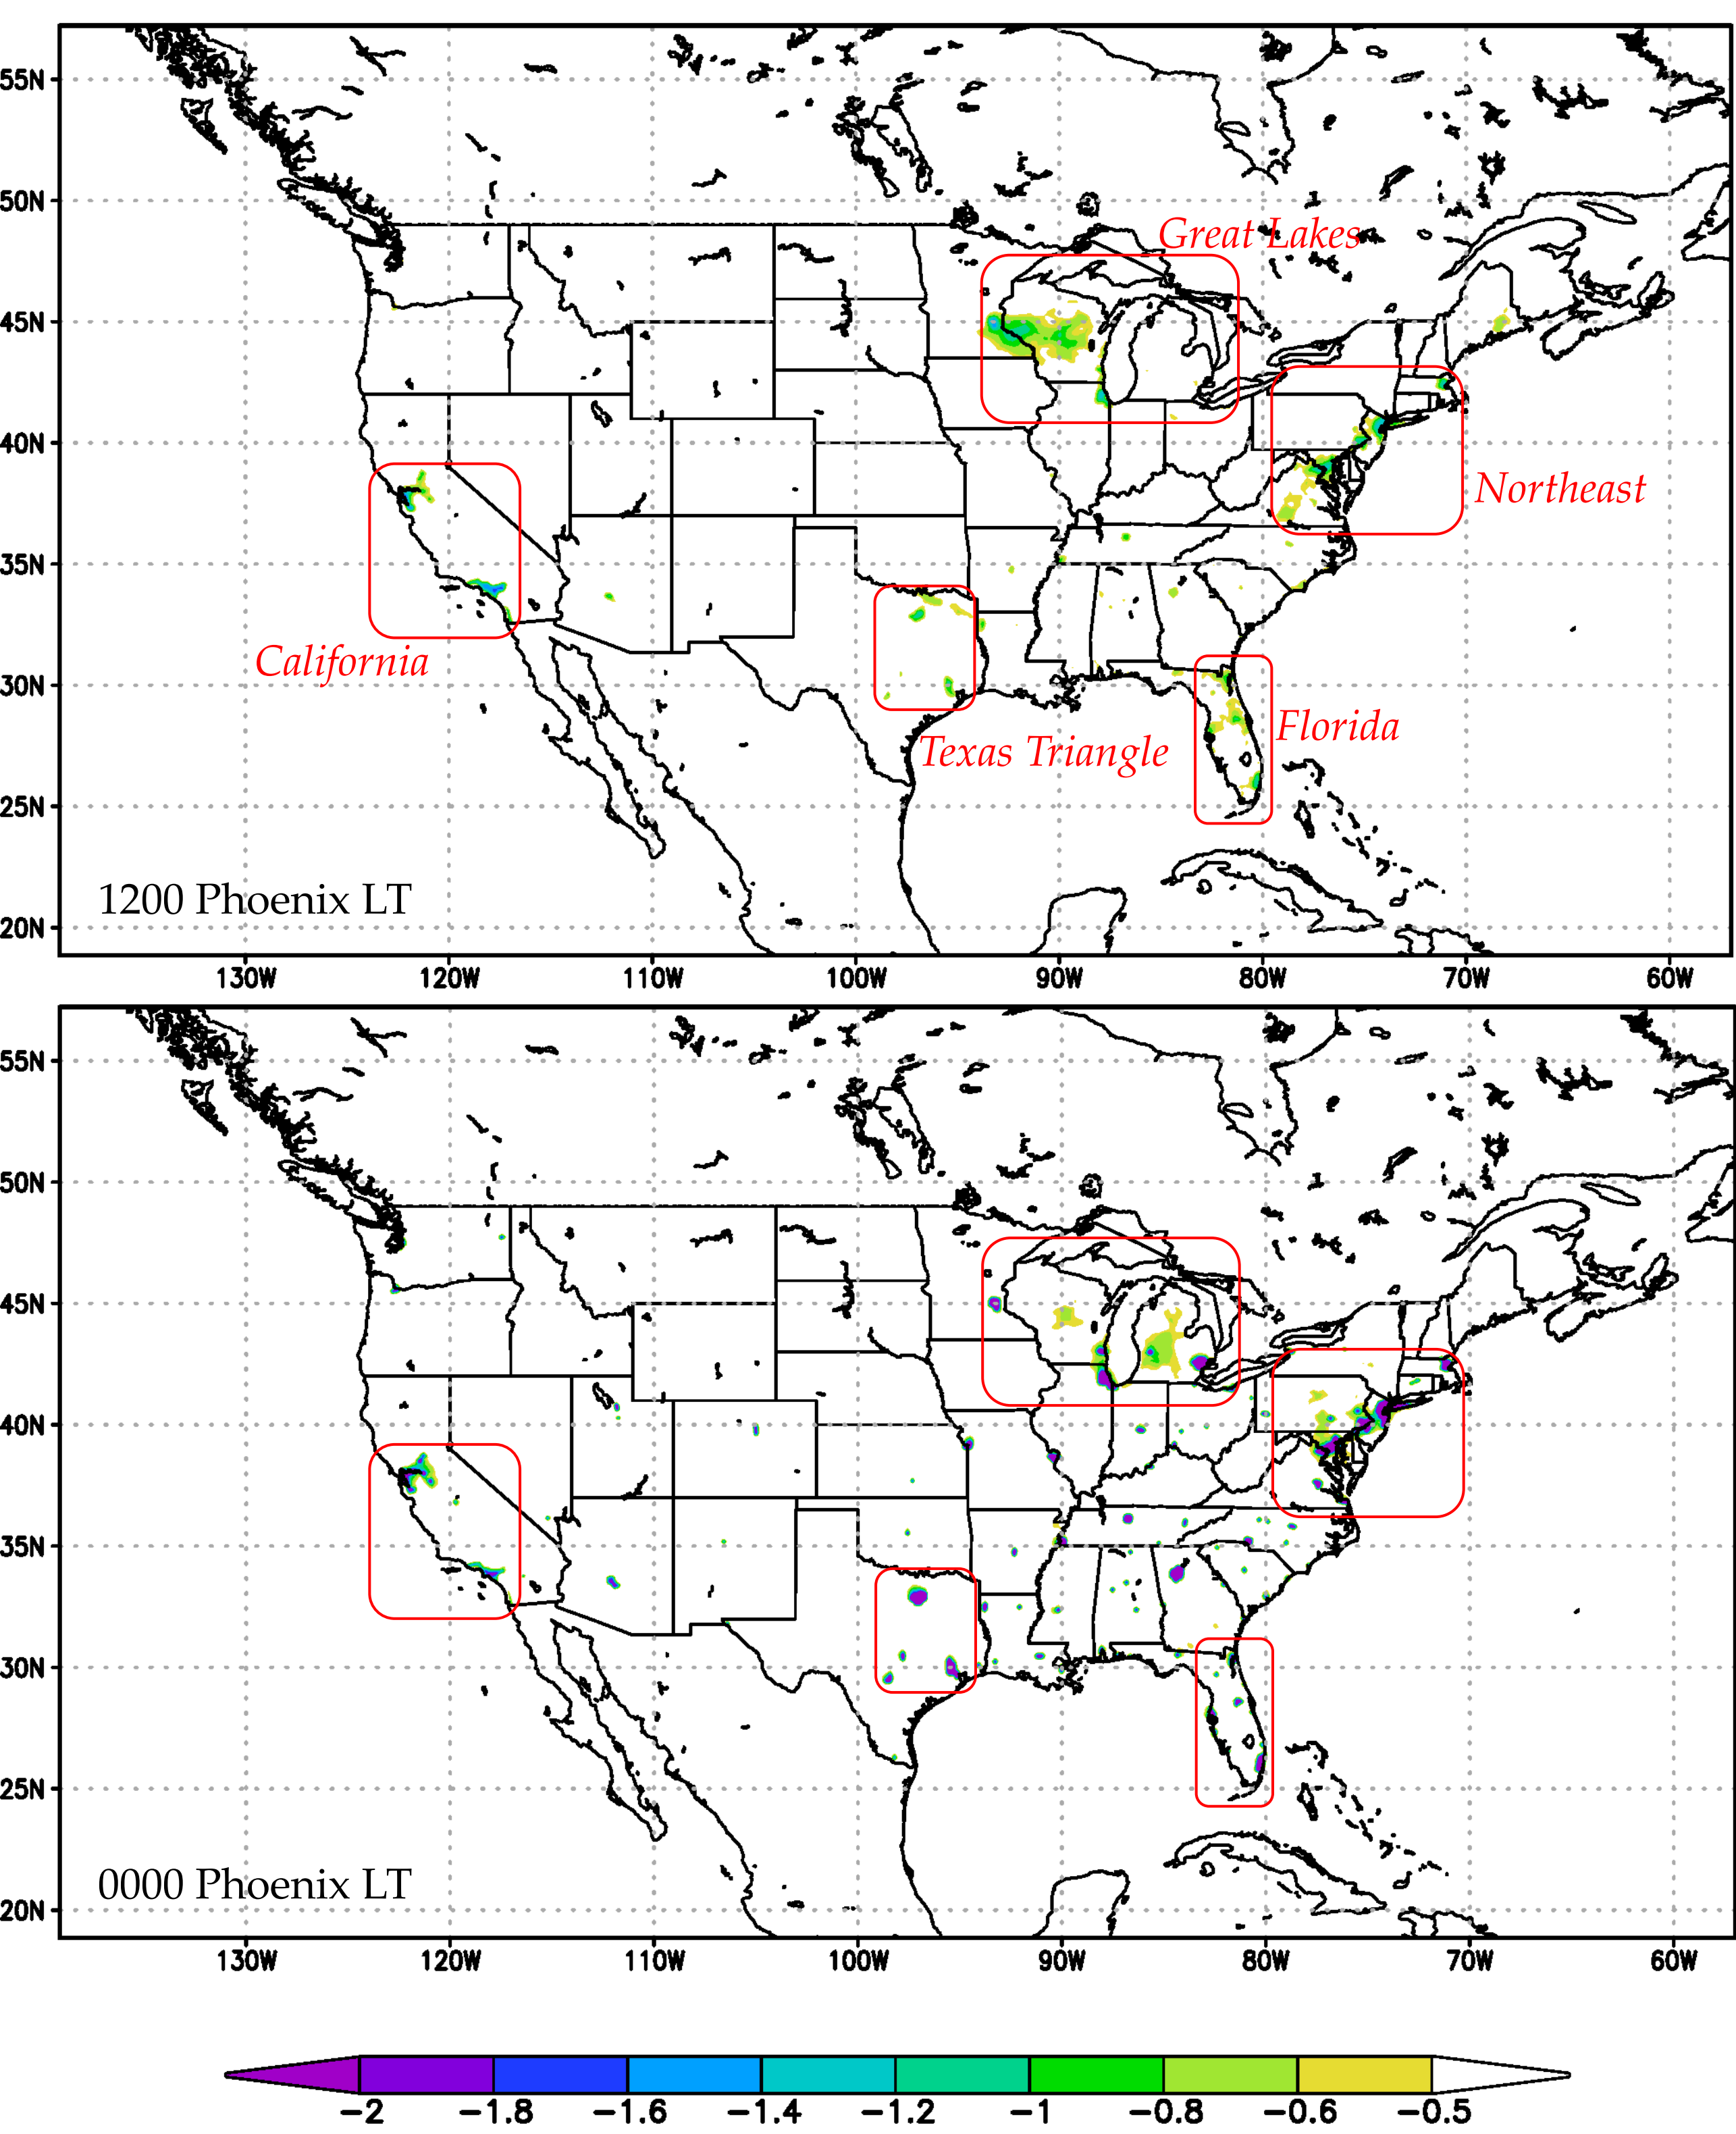 55N
50N
Great Lakes
45N
40N
Northeast
35N
California
30N
Florida
Texas Triangle
25N
1200 Phoenix LT
20N
130W 120W 110W 100W 90W 80W 70W 60W
55N
50N
45N
40N
35N
30N
25N
0000 Phoenix LT
20N
130W 120W 110W 100W 90W 80W 70W 60W
−2 −1.8 −1.6 −1.4 −1.2 −1 −0.8 −0.6 −0.5